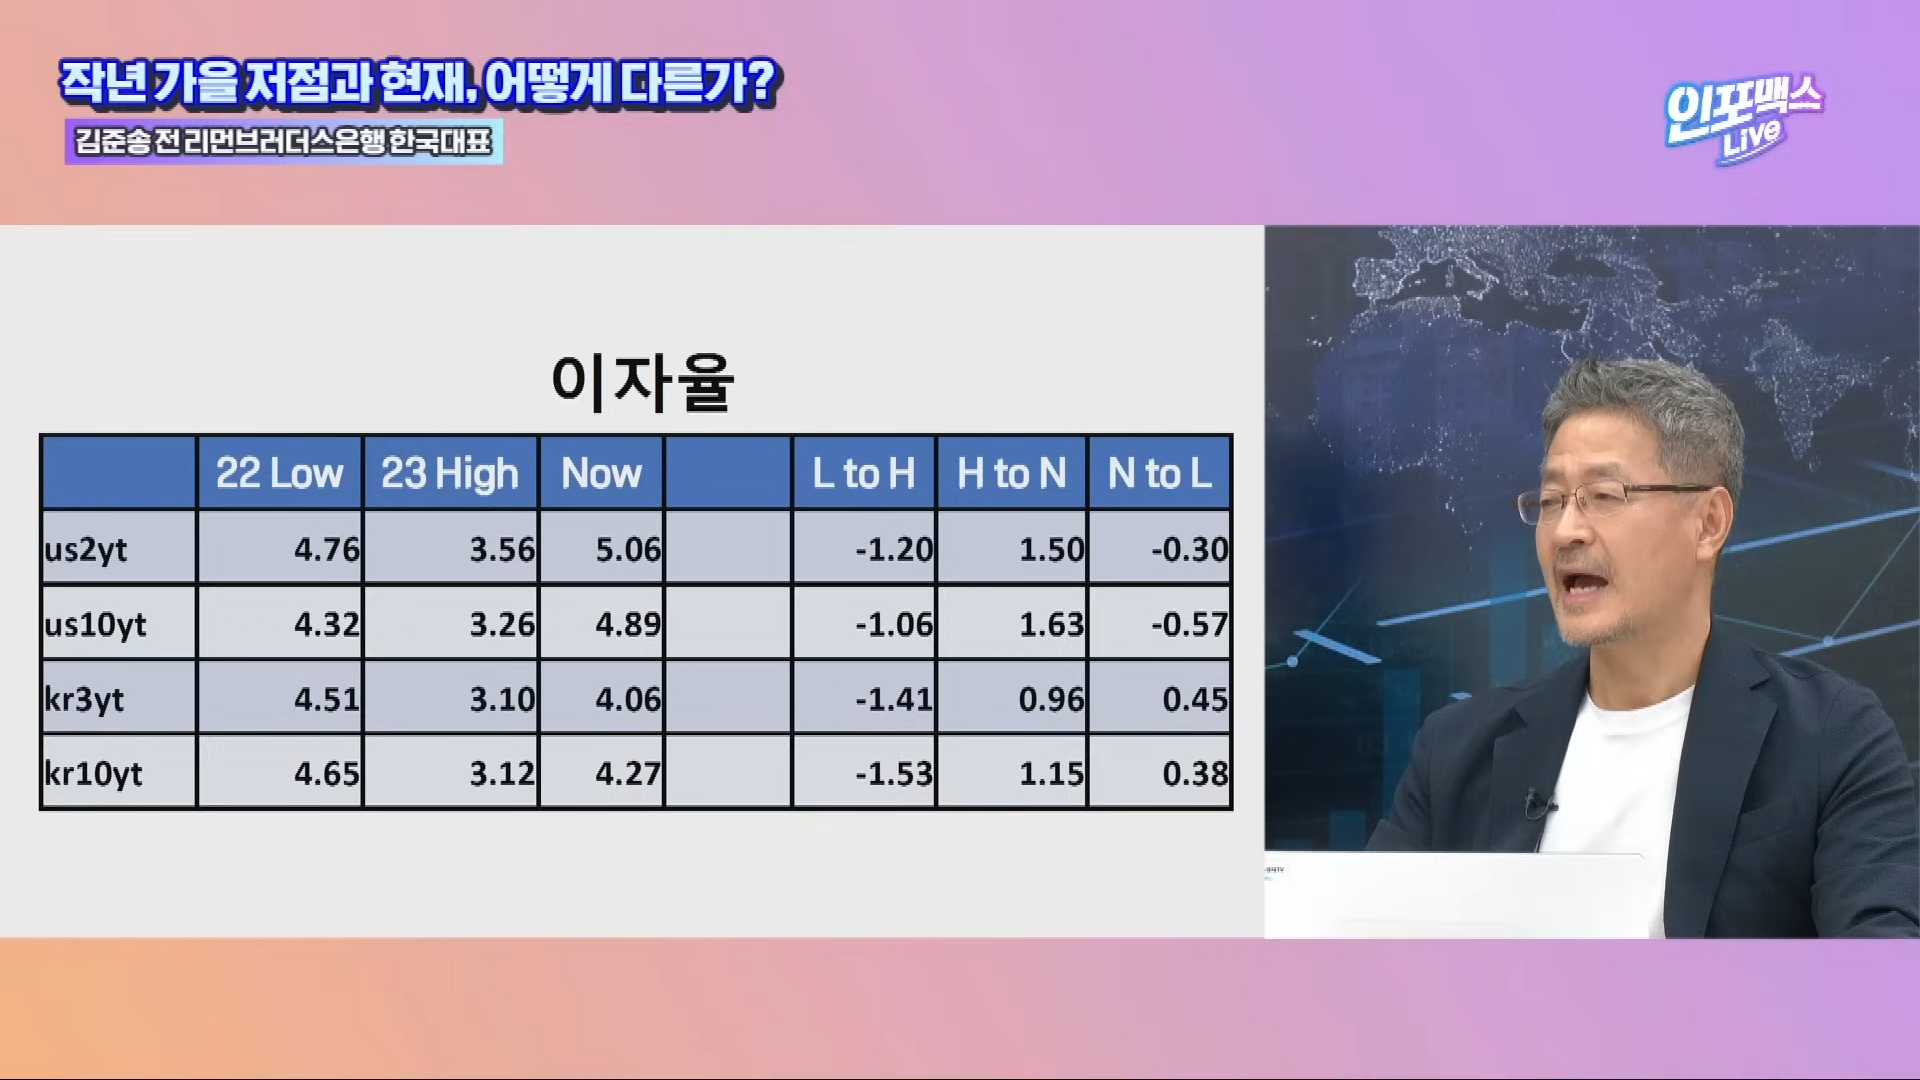 작년 가을 저점과 현재, 어떻게 다른가?
김준송 전 리먼브러더스은행 한국대표
인포맥스
Live
이자율
22 Low 23 High Now L to H H to N N to L
us2yt 4.76 3.56 5.06 -1.20 1.50 -0.30
us10yt 4.32 3.26 4.89 -1.06 1.63 -0.57
kr3yt 4.51 3.10 4.06 -1.41 0.96 0.45
kr10yt 4.65 3.12 4.27 -1.53 1.15 0.38